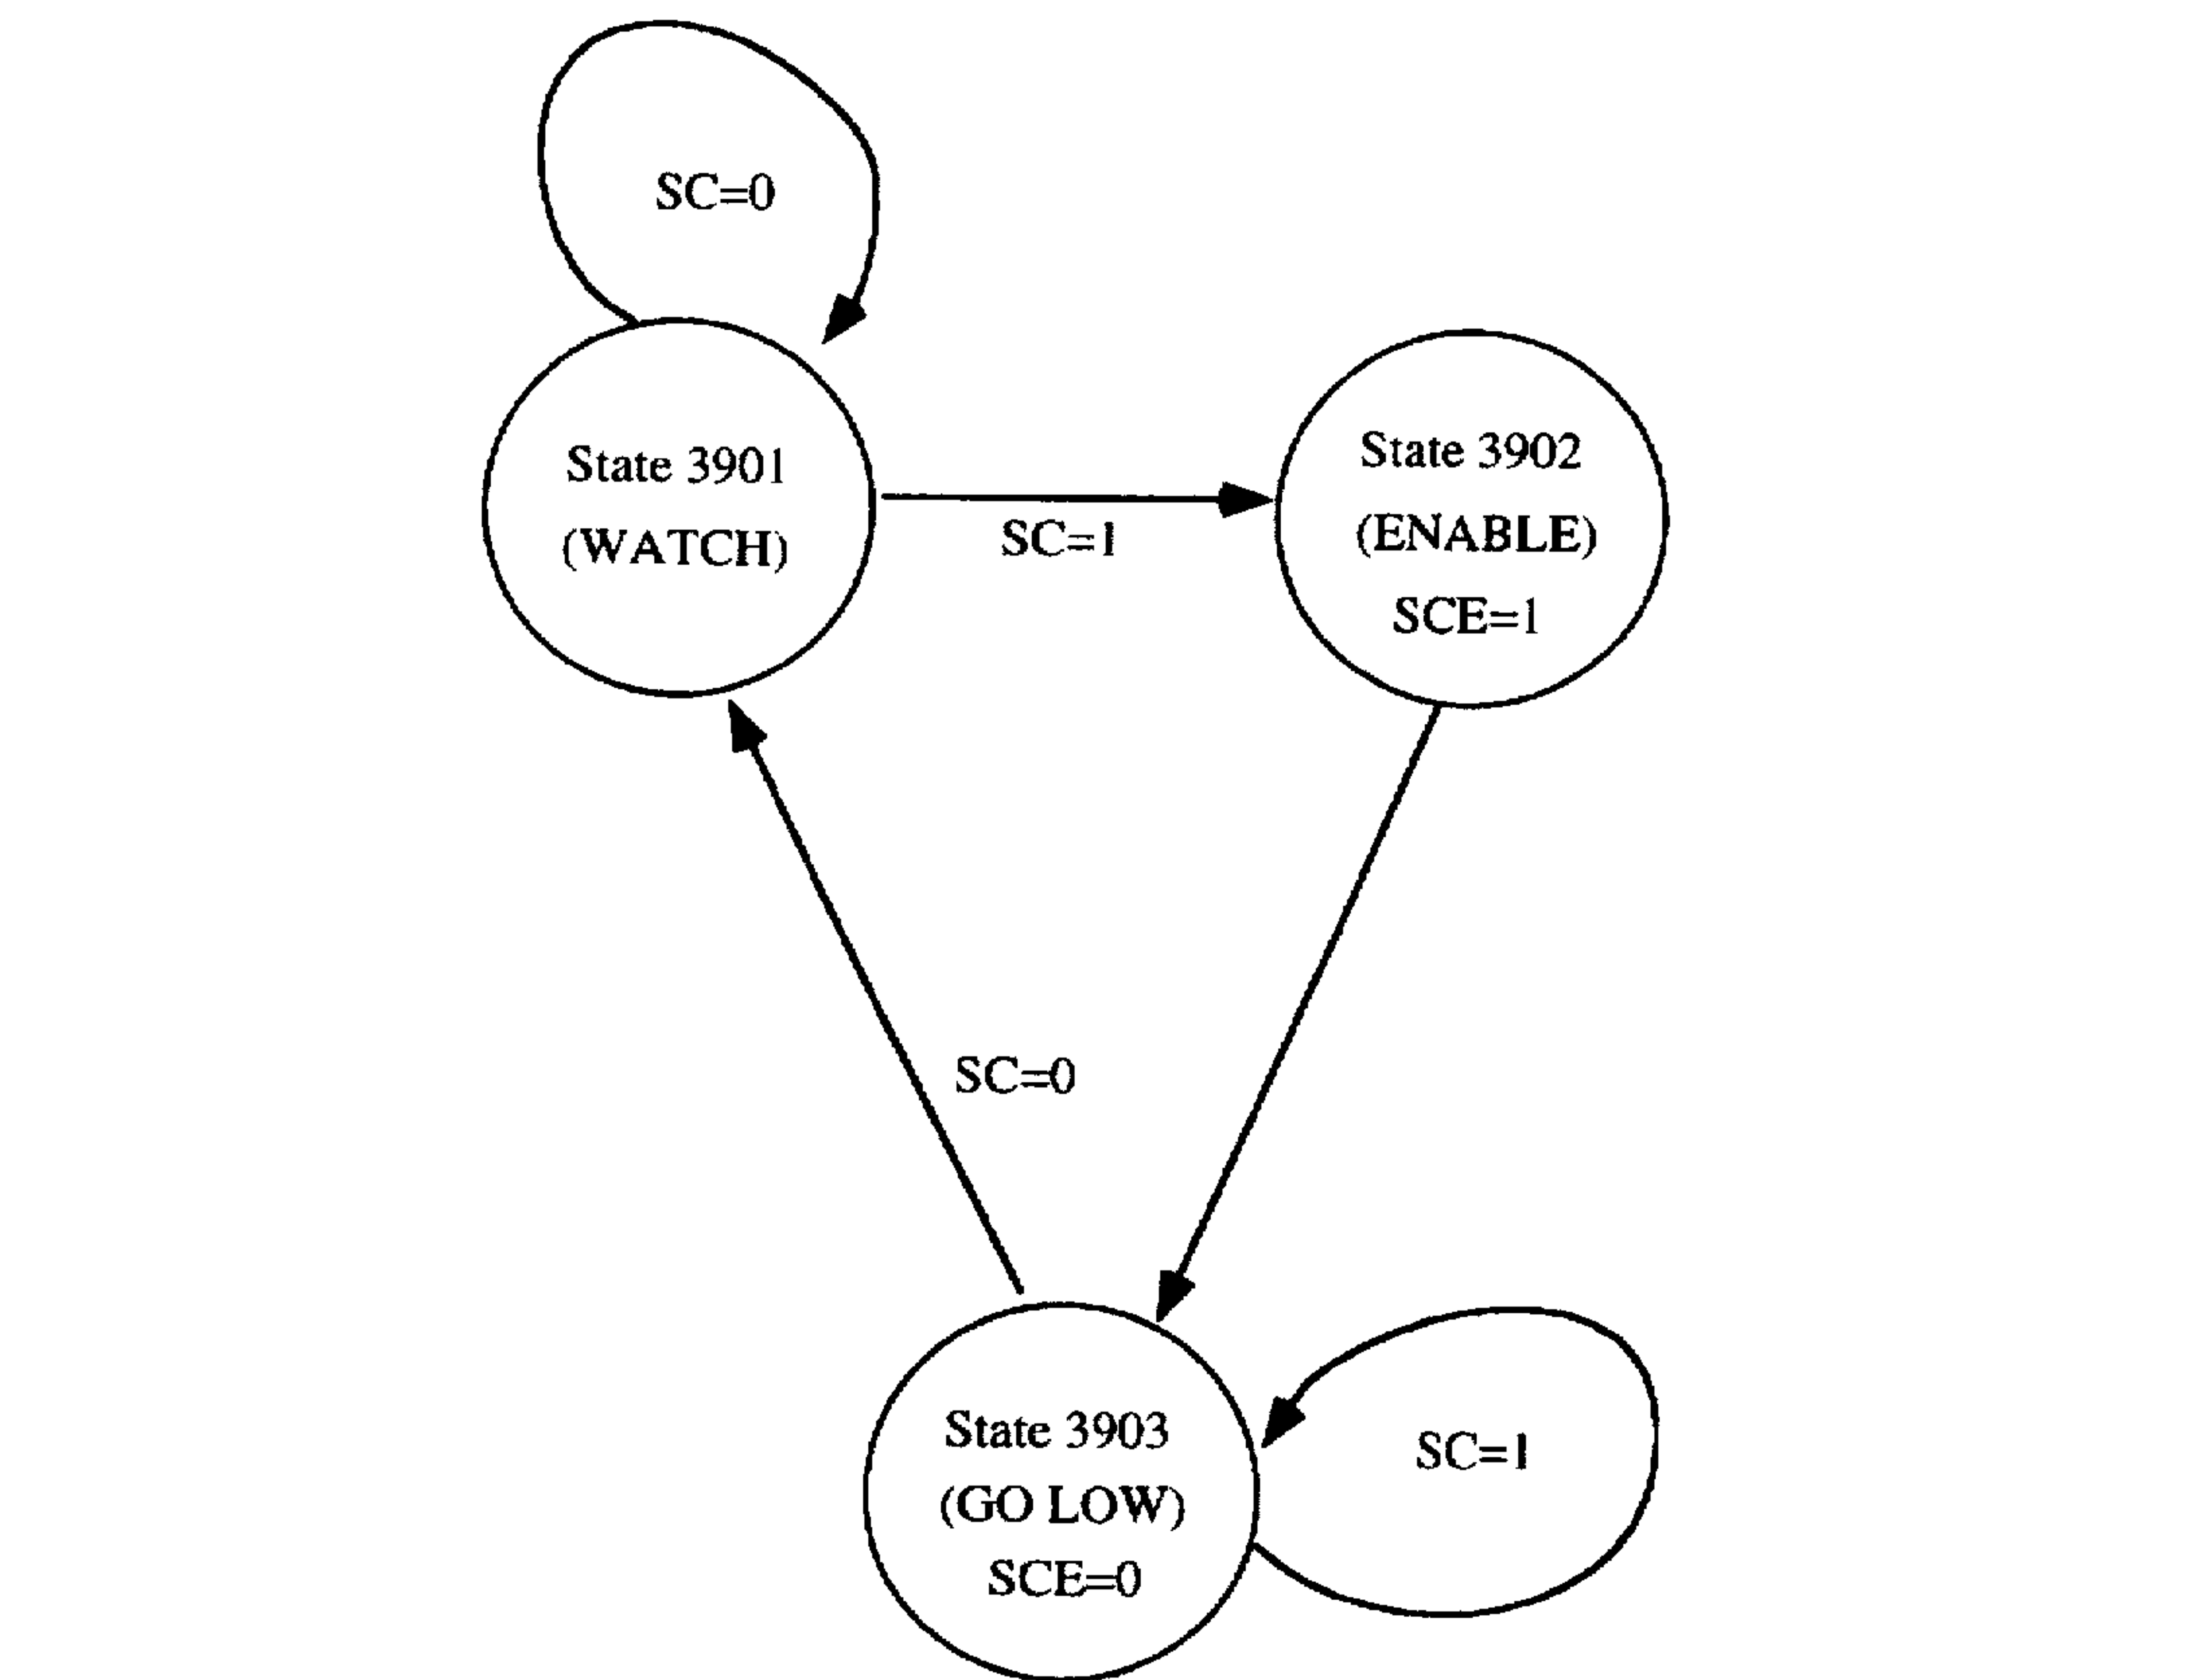 SC=0
State 3901
(WATCH)
SC=1
State 3902
(ENABLE)
SCE=1
SC=0
State 3903
(GO LOW)
SCE=0
SC=1